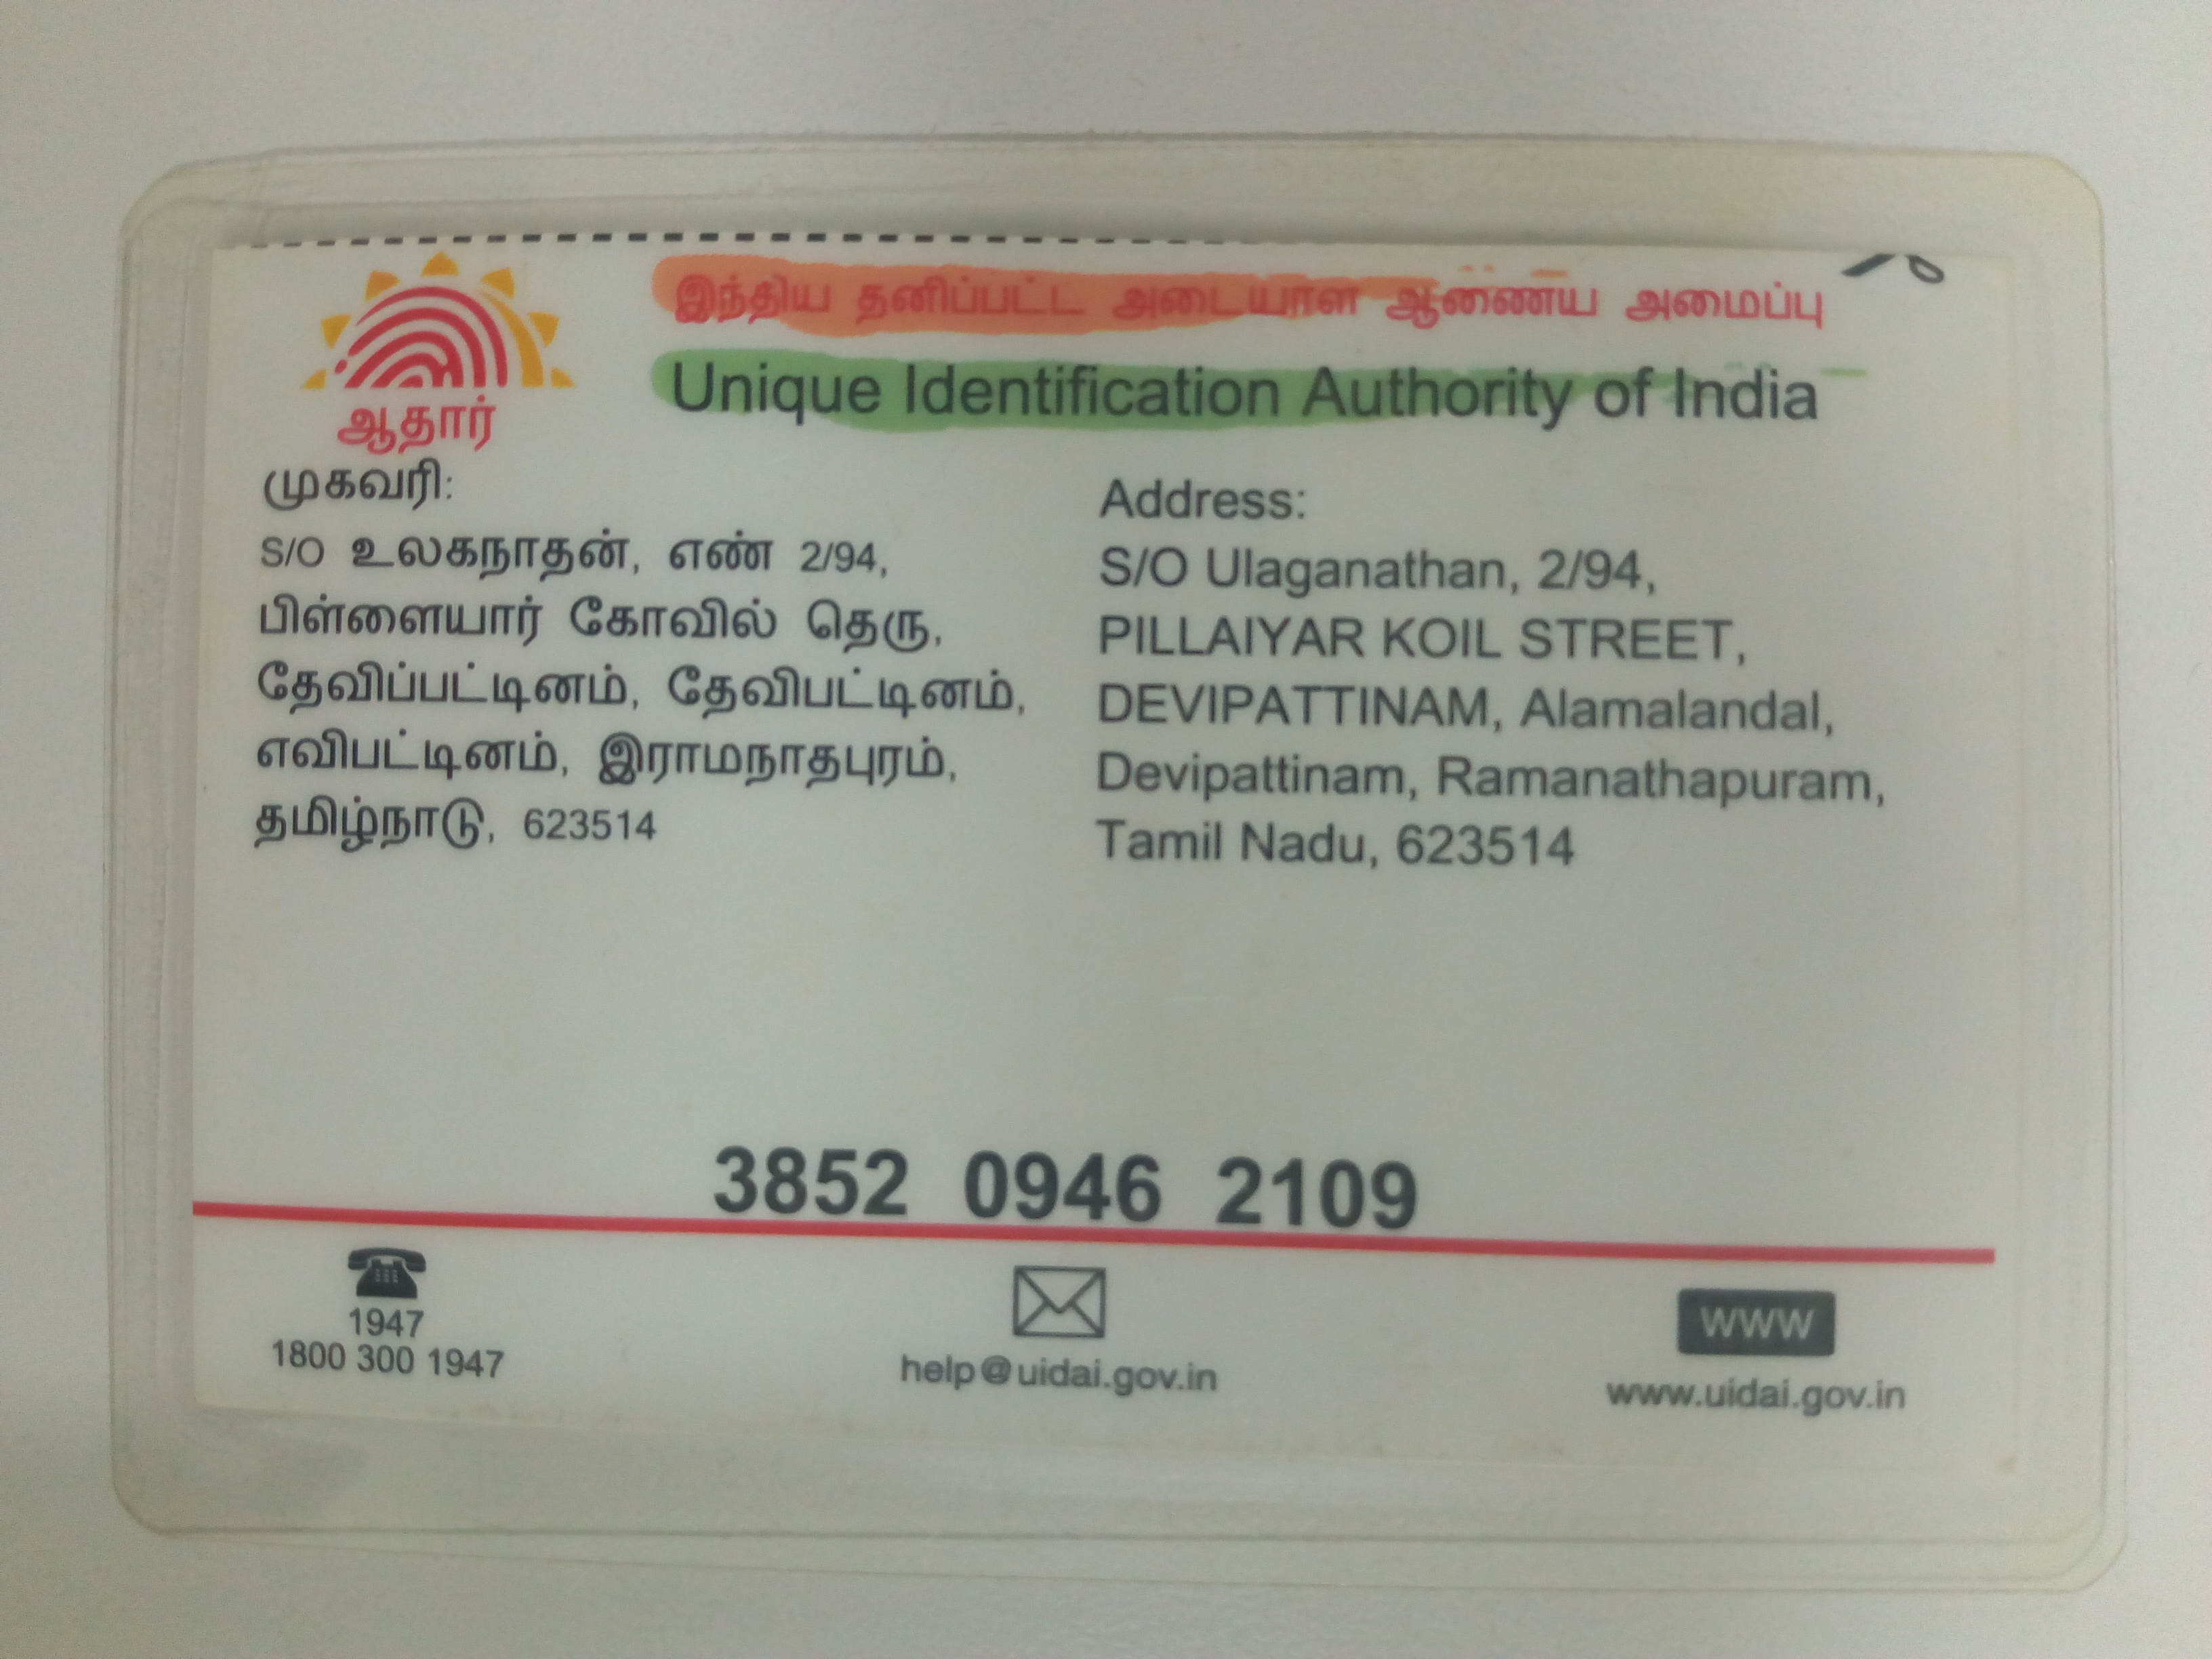 இந்திய தனிப்பட்ட அடையாள ஆணைய அமைப்பு
Unique Identification Authority of India
ஆதார்
முகவரி:
S/O உலகநாதன், எண் 2/94,
பிள்ளையார் கோவில் தெரு,
தேவிப்பட்டினம், தேவிபட்டினம்,
எவிபட்டினம், இராமநாதபுரம்,
தமிழ்நாடு, 623514
Address:
S/O Ulaganathan, 2/94,
PILLAIYAR KOIL STREET,
DEVIPATTINAM, Alamalandal,
Devipattinam, Ramanathapuram,
Tamil Nadu, 623514
3852 0946 2109
1947
1800 300 1947
help@uidai.gov.in
WWW
www.uidai.gov.in